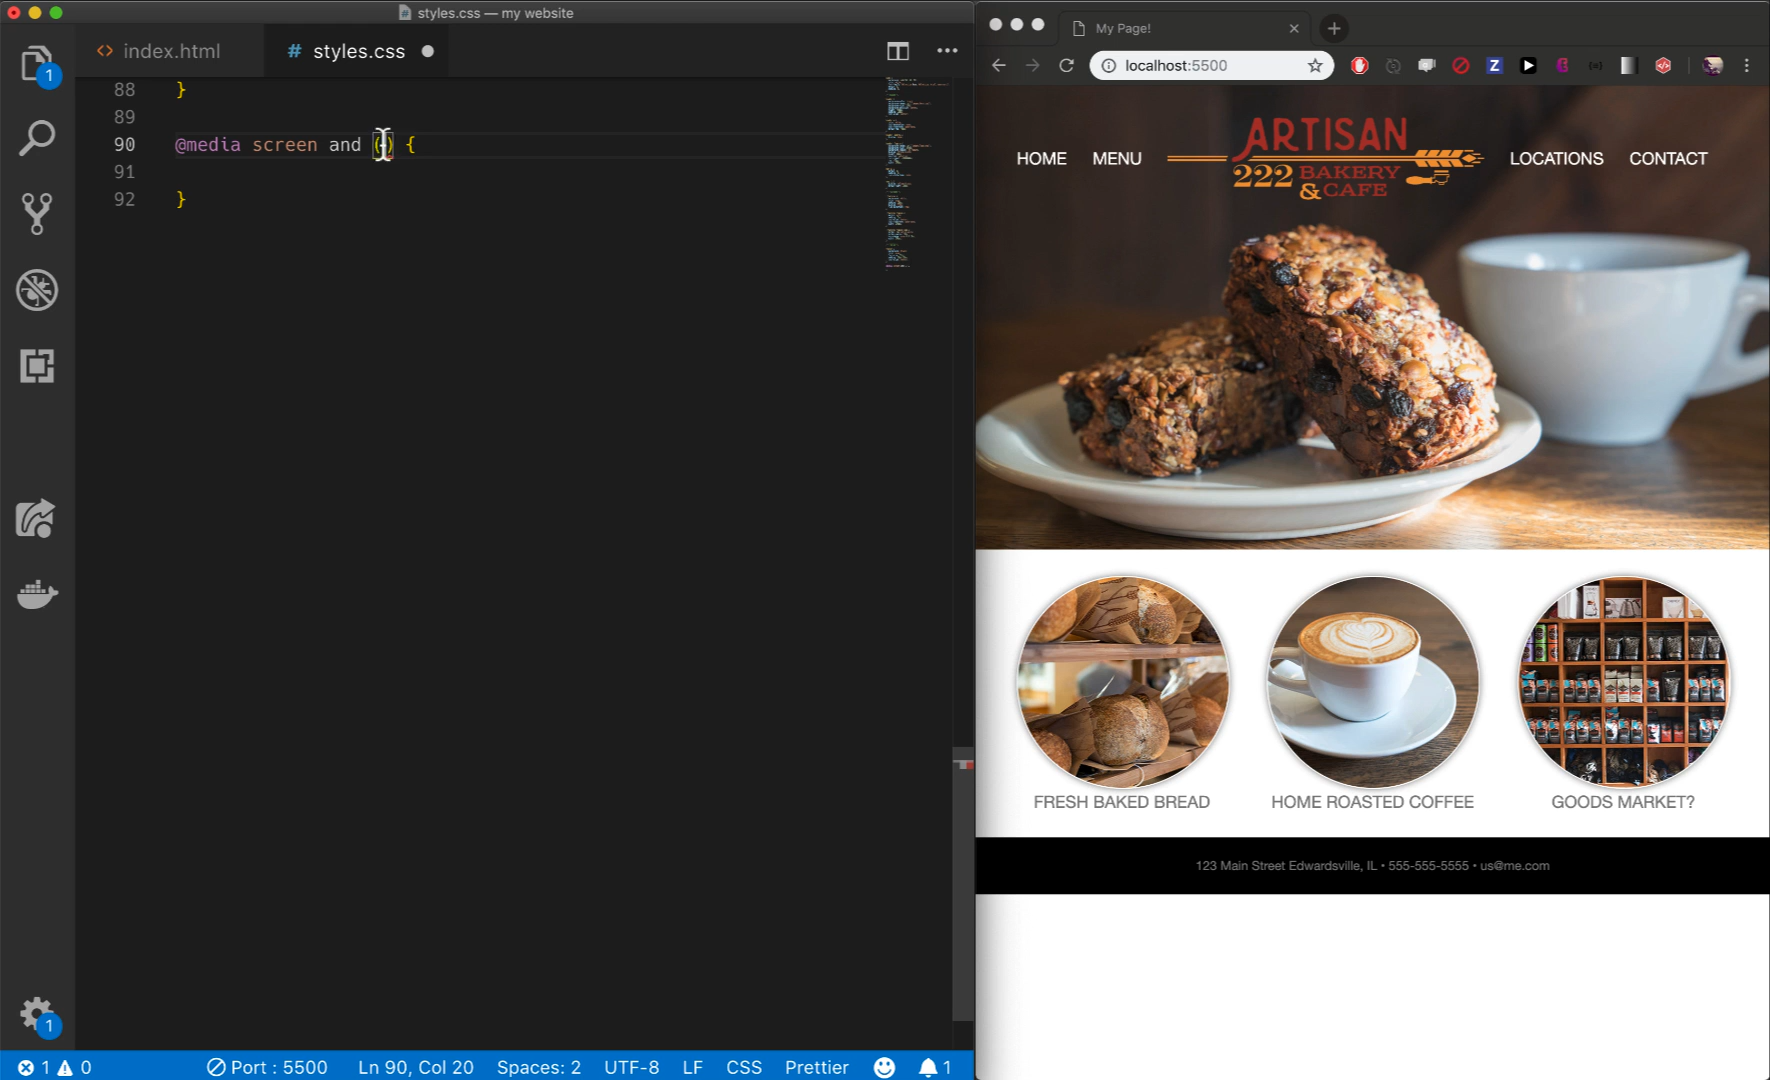 styles.css — my website
index.html
# styles.css
1
88 }
89
90 @media screen and () {
91
92 }
1
1 0
Port : 5500
Ln 90, Col 20
Spaces: 2
UTF-8
LF
CSS
Prettier
1
My Page!
localhost:5500
Z
HOME
MENU
ARTISAN
222 BAKERY
& CAFE
LOCATIONS
CONTACT
FRESH BAKED BREAD
HOME ROASTED COFFEE
GOODS MARKET?
123 Main Street Edwardsville, IL • 555-555-5555 • us@me.com